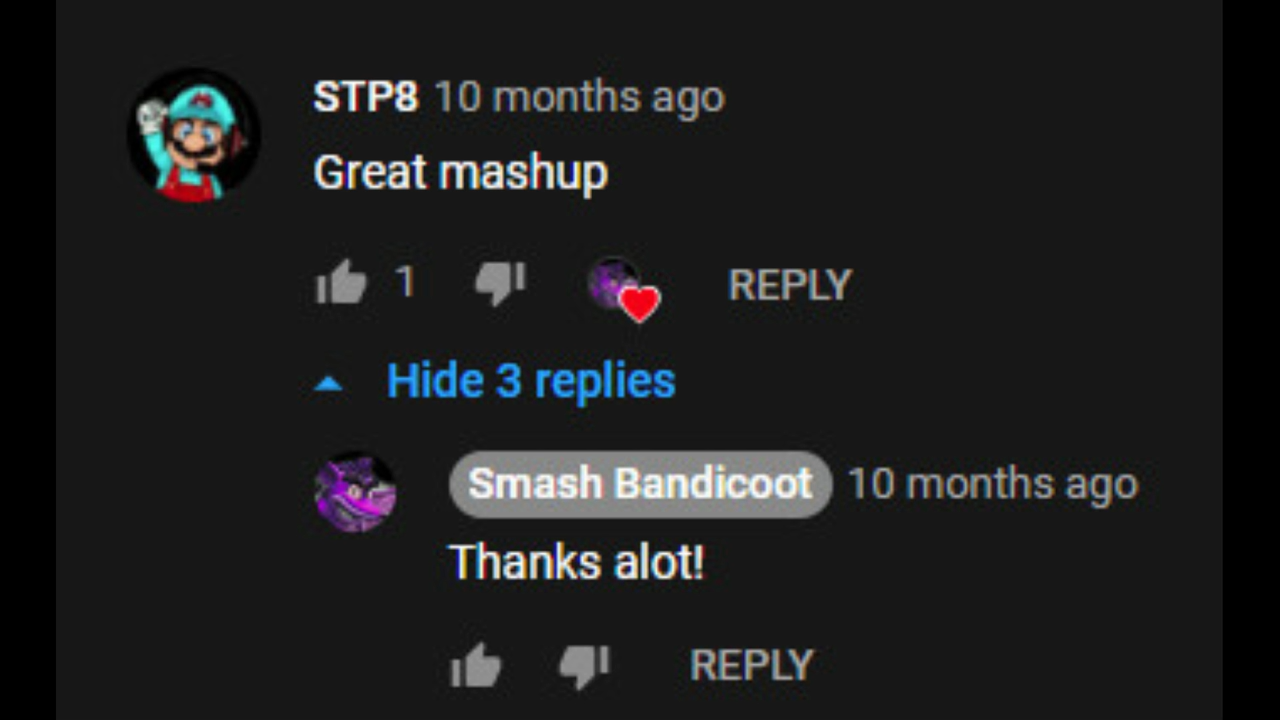 STP8 10 months ago
Great mashup
1 REPLY
Hide 3 replies
Smash Bandicoot 10 months ago
Thanks alot!
REPLY